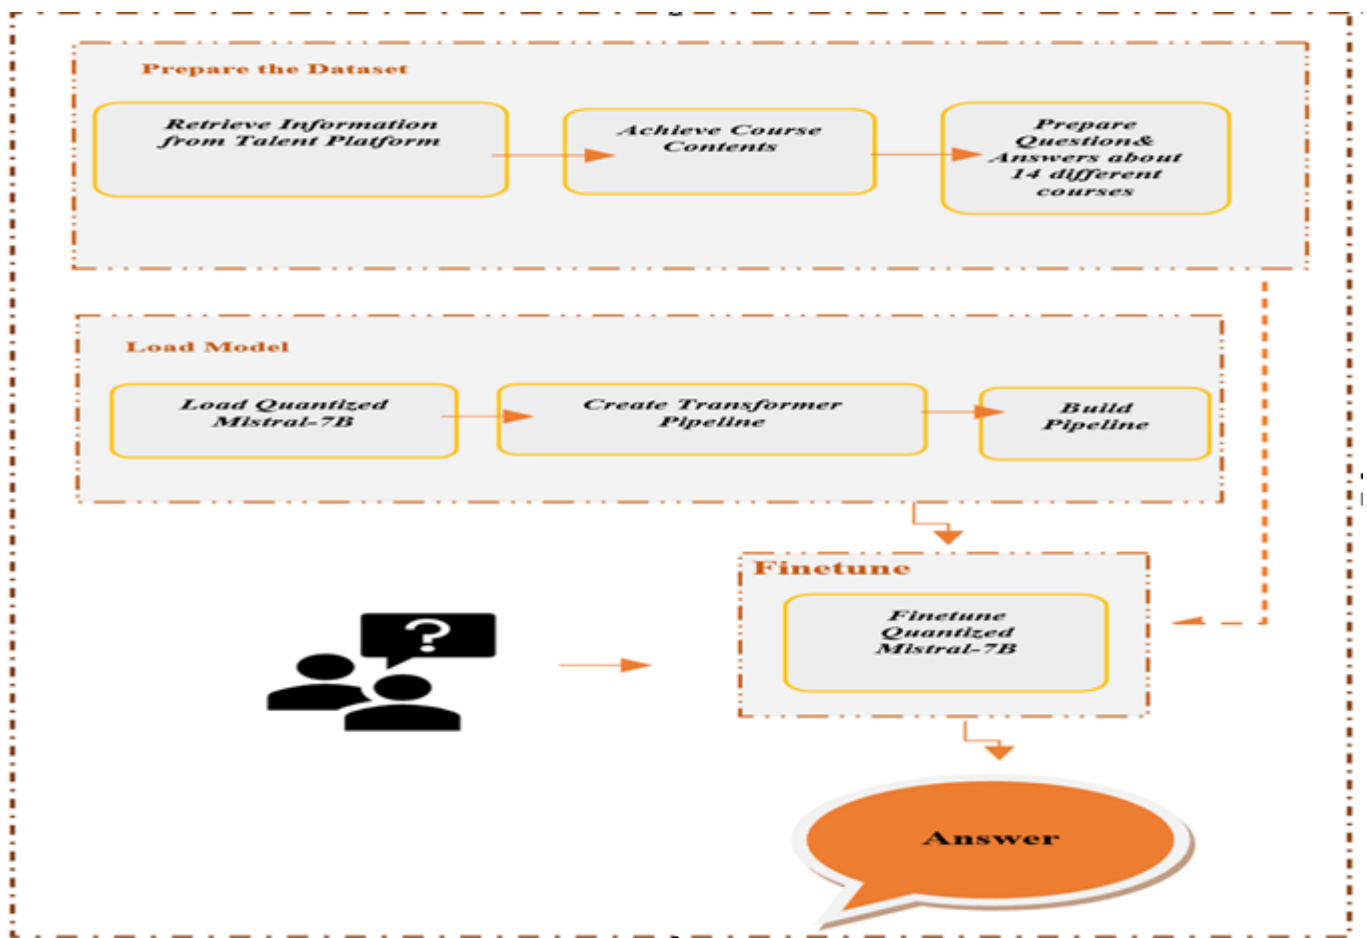 Prepare the Dataset
Retrieve Information
from Talent Platform
Achieve Course
Contents
Prepare
Question&
Answers about
14 different
courses
Load Model
Load Quantized
Mistral-7B
Create Transformer
Pipeline
Build
Pipeline
Finetune
Finetune
Quantized
Mistral-7B
?
Answer